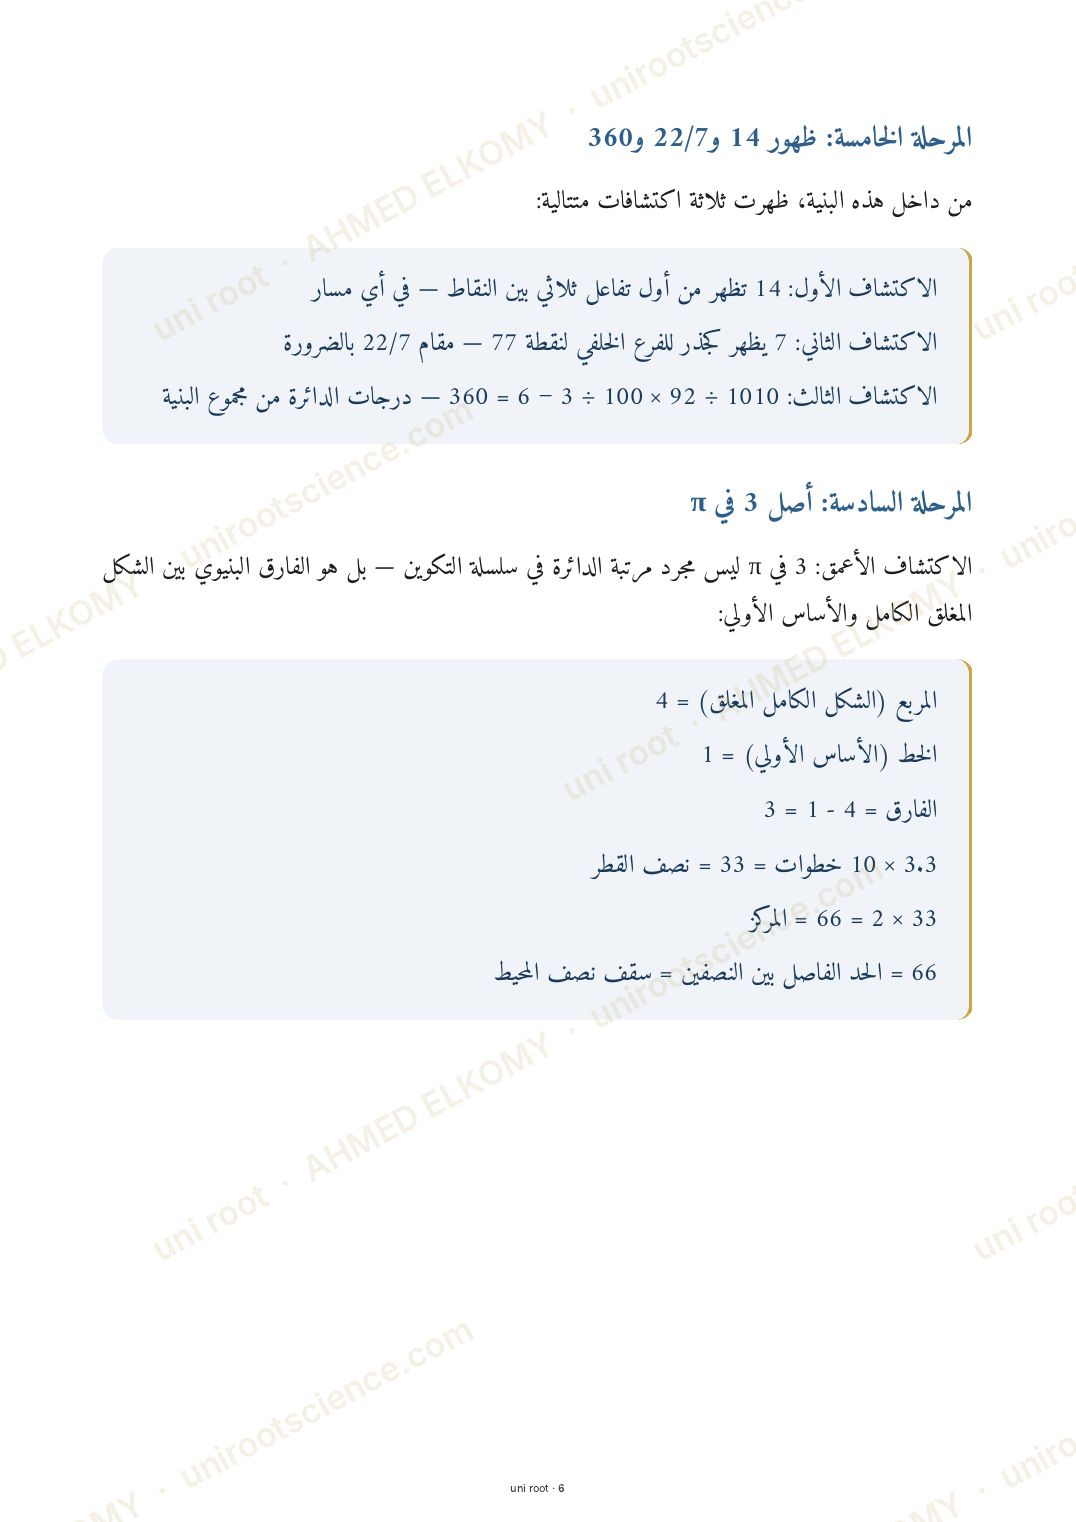 المرحلة الخامسة: ظهور 14 و22/7 و360
من داخل هذه البنية، ظهرت ثلاثة اكتشافات متتالية:
الاكتشاف الأول: 14 تظهر من أول تفاعل ثلاثي بين النقاط — في أي مسار
الاكتشاف الثاني: 7 يظهر كجذر للفرع الخلفي لنقطة 77 — مقام 22/7 بالضرورة
الاكتشاف الثالث: 1010 ÷ 92 × 100 ÷ 3 − 6 = 360 — درجات الدائرة من مجموع البنية
المرحلة السادسة: أصل 3 في π
الاكتشاف الأعمق: 3 في π ليس مجرد مرتبة الدائرة في سلسلة التكوين — بل هو الفارق البنيوي بين الشكل
المغلق الكامل والأساس الأولي:
المربع (الشكل الكامل المغلق) = 4
الخط (الأساس الأولي) = 1
الفارق = 4 - 1 = 3
3.3 × 10 خطوات = 33 = نصف القطر
33 × 2 = 66 = المركز
66 = الحد الفاصل بين النصفين = سقف نصف المحيط
uni root · AHMED ELKOMY · unirootscience.com
uni root · 6